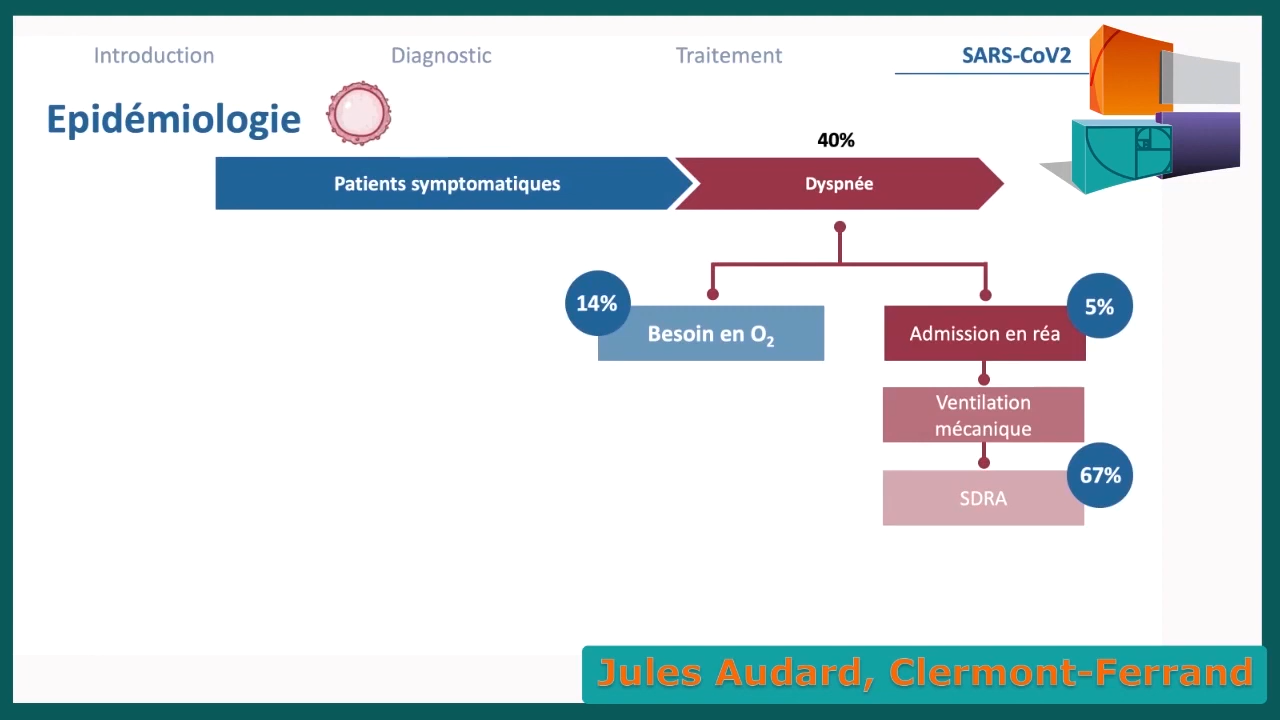 Introduction
Diagnostic
Traitement
SARS-CoV2
Epidémiologie
40%
Patients symptomatiques
Dyspnée
14%
Besoin en O₂
5%
Admission en réa
Ventilation
mécanique
67%
SDRA
Jules Audard, Clermont-Ferrand